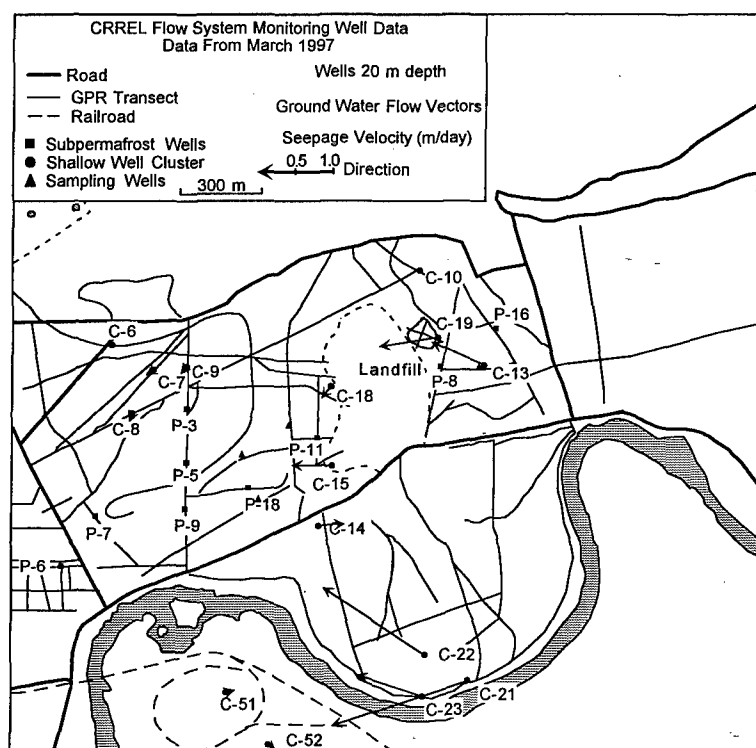 CRREL Flow System Monitoring Well Data
Data From March 1997
Road
Wells 20 m depth
GPR Transect
Railroad
Ground Water Flow Vectors
Subpermafrost Wells
Seepage Velocity (m/day)
Shallow Well Cluster
0.5 1.0
Direction
Sampling Wells
300 m
C-10
C-6
C-19
P-16
C-7
C-9
Landfill
P-8
C-13
C-18
C-8
P-3
P-11
P-5
C-15
P-18
P-7
P-9
C-14
P-6
C-22
C-21
C-51
C-23
C-52